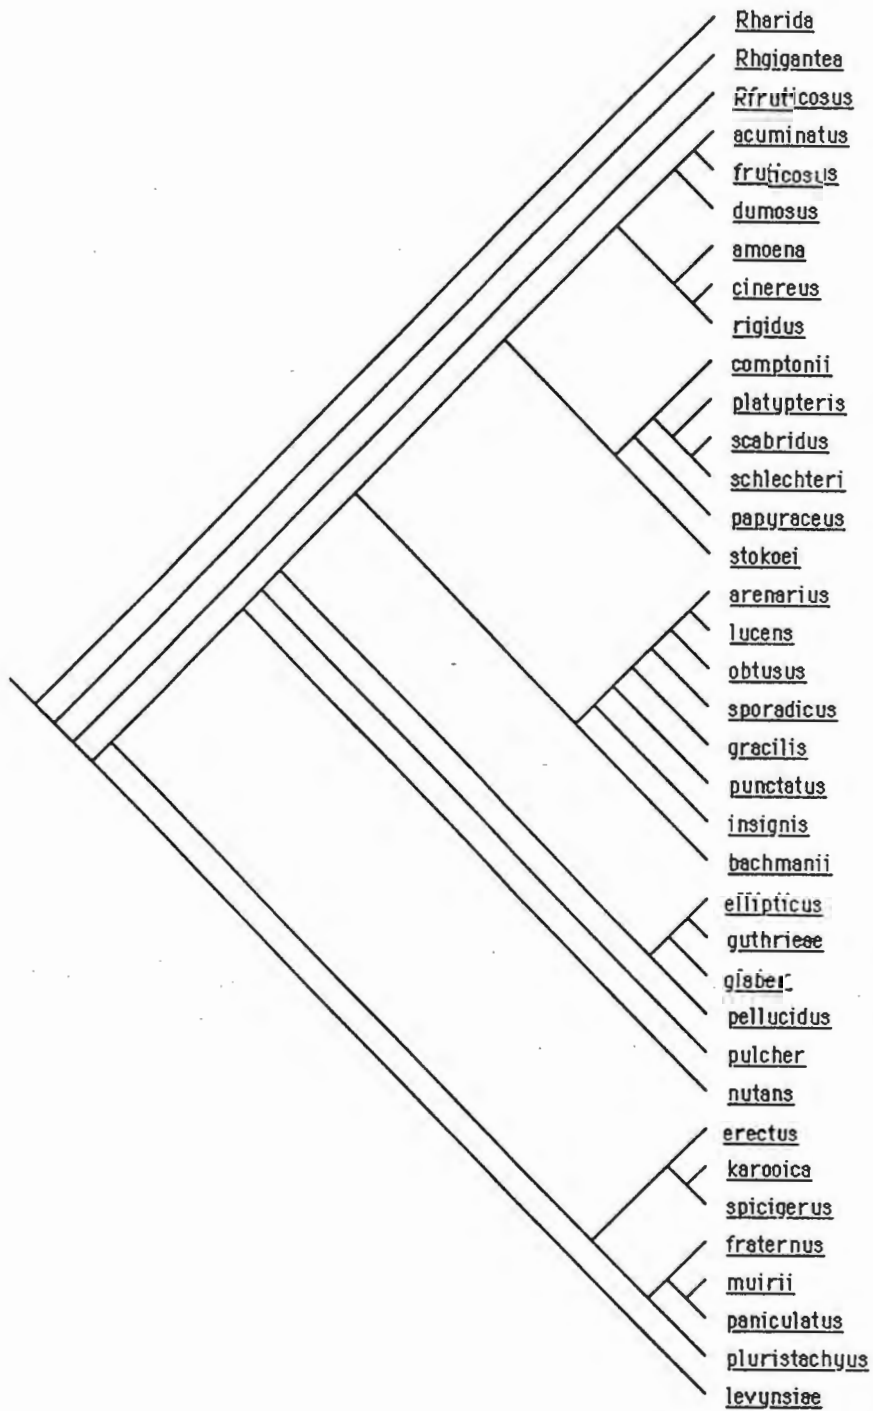 Rharida
Rhgigantea
Rfruticosus
acuminatus
fruticosus
dumosus
amoena
cinereus
rigidus
comptonii
platypteris
scabridus
schlechteri
papyraceus
stokoei
arenarius
lucens
obtusus
sporadicus
gracilis
punctatus
insignis
bachmanii
ellipticus
guthrieae
glaber
pellucidus
pulcher
nutans
erectus
karooica
spicigerus
fraternus
muirii
paniculatus
pluristachyus
levynsiae